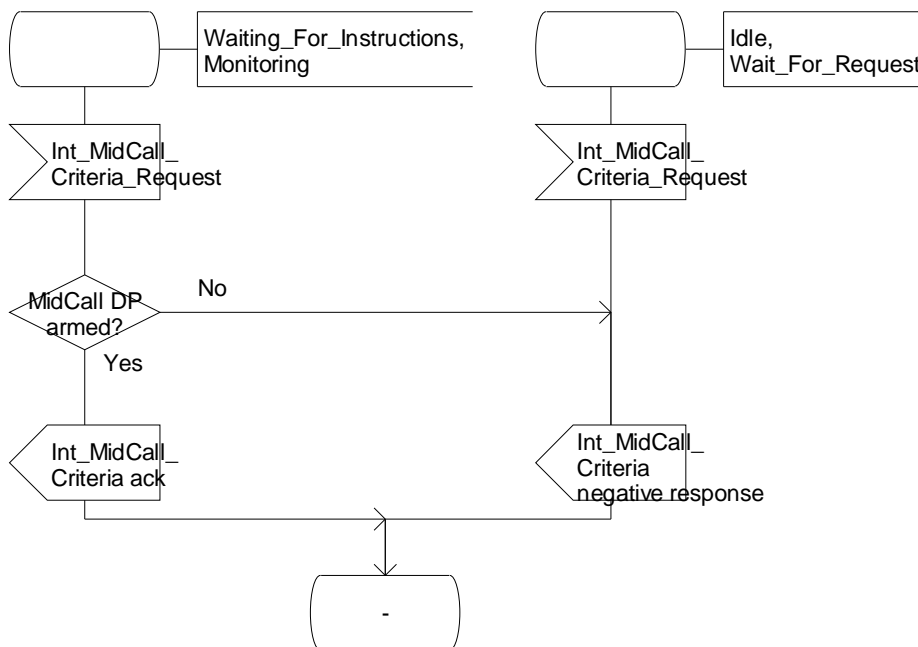 Waiting_For_Instructions,
Monitoring
Idle,
Wait_For_Request
Int_MidCall_
Criteria_Request
Int_MidCall_
Criteria_Request
MidCall DP
armed?
No
Yes
Int_MidCall_
Criteria ack
Int_MidCall_
Criteria
negative response
-